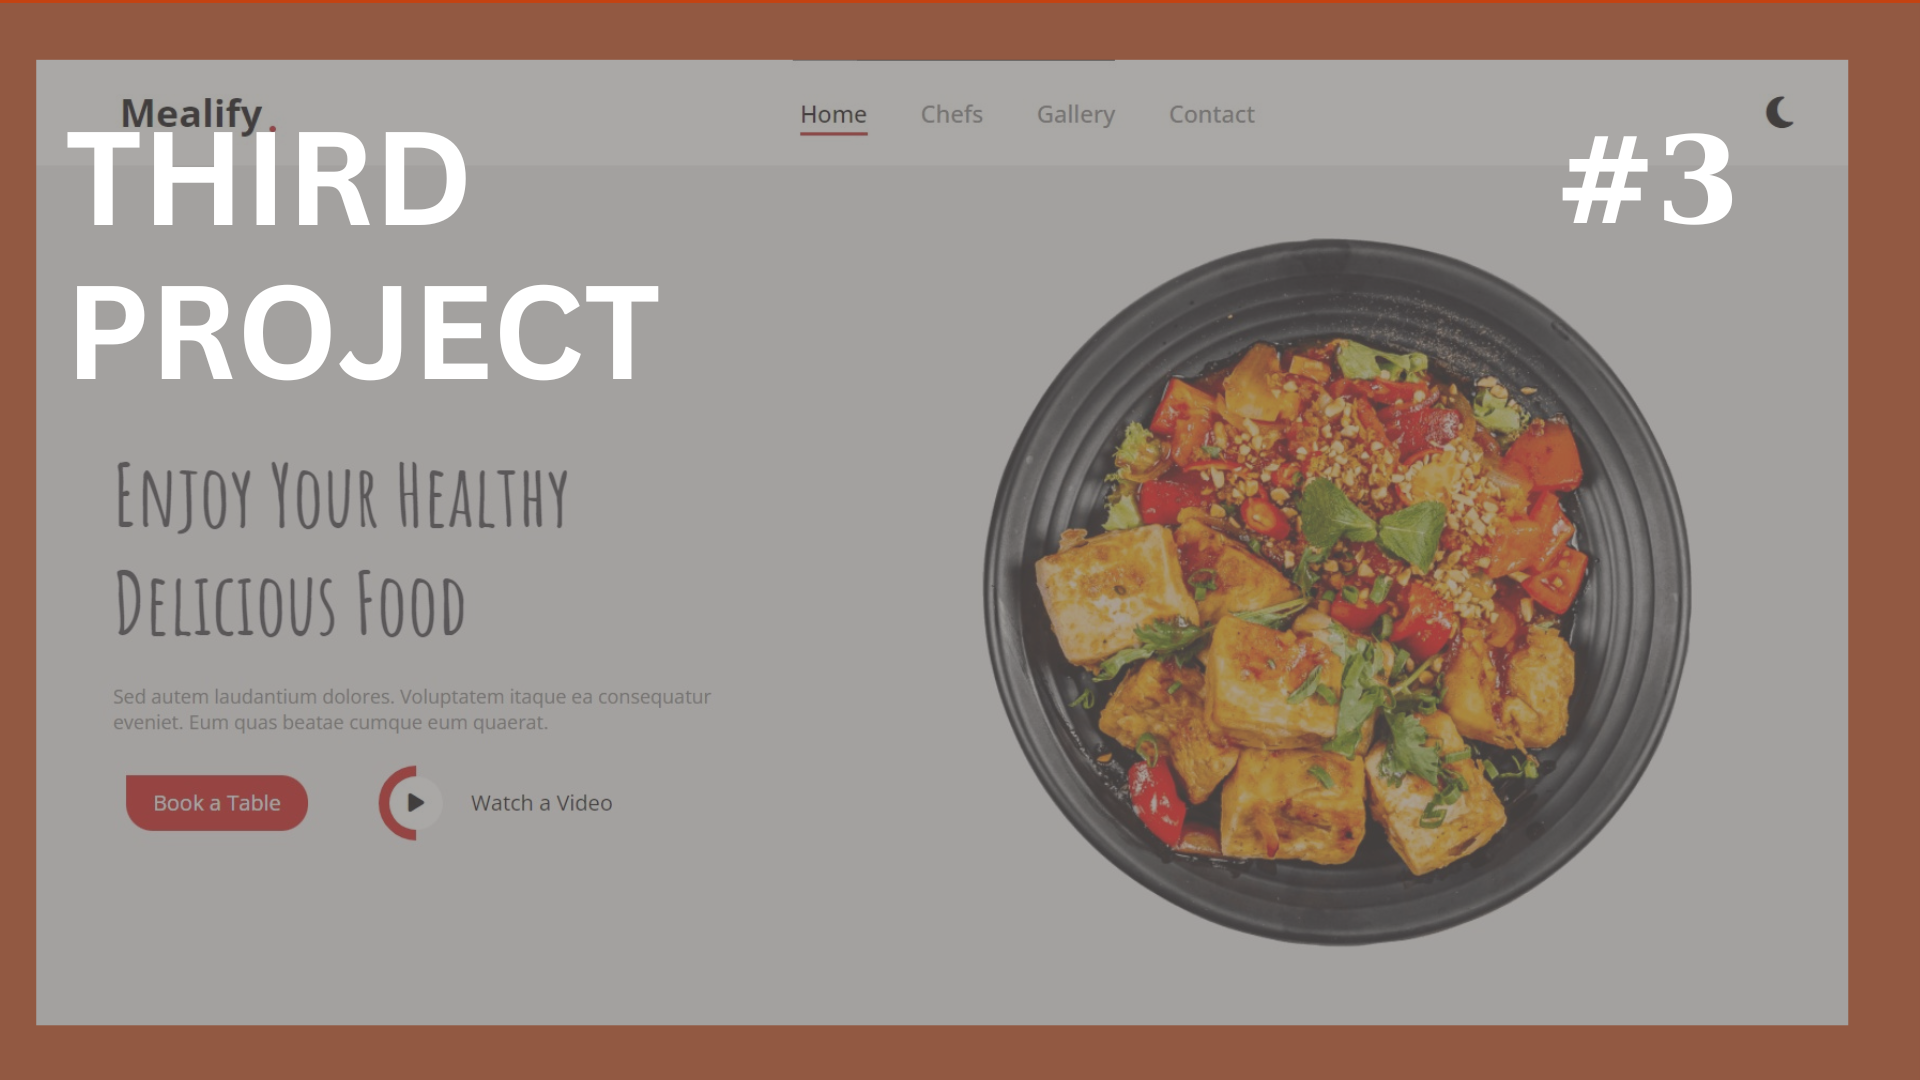 Mealify.
Home Chefs Gallery Contact
THIRD
PROJECT
#3
Enjoy Your Healthy
Delicious Food
Sed autem laudantium dolores. Voluptatem itaque ea consequatur
eveniet. Eum quas beatae cumque eum quaerat.
Book a Table
Watch a Video